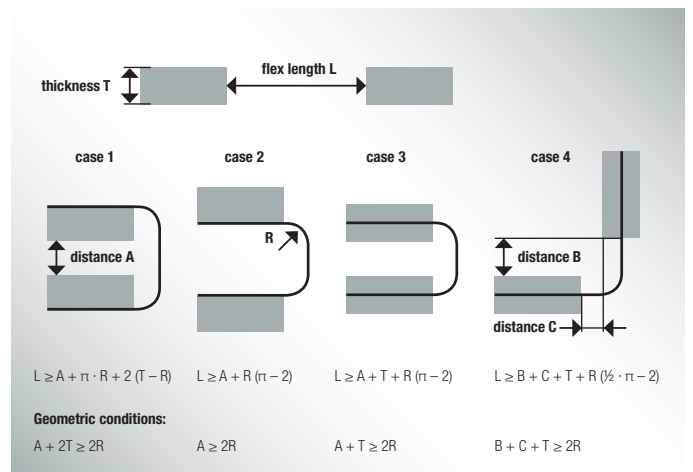 thickness T
flex length L
case 1
case 2
case 3
case 4
R
distance A
distance B
distance C
L ≥ A + π · R + 2 (T – R)
L ≥ A + R (π – 2)
L ≥ A + T + R (π – 2)
L ≥ B + C + T + R (½ · π – 2)
Geometric conditions:
A + 2T ≥ 2R
A ≥ 2R
A + T ≥ 2R
B + C + T ≥ 2R